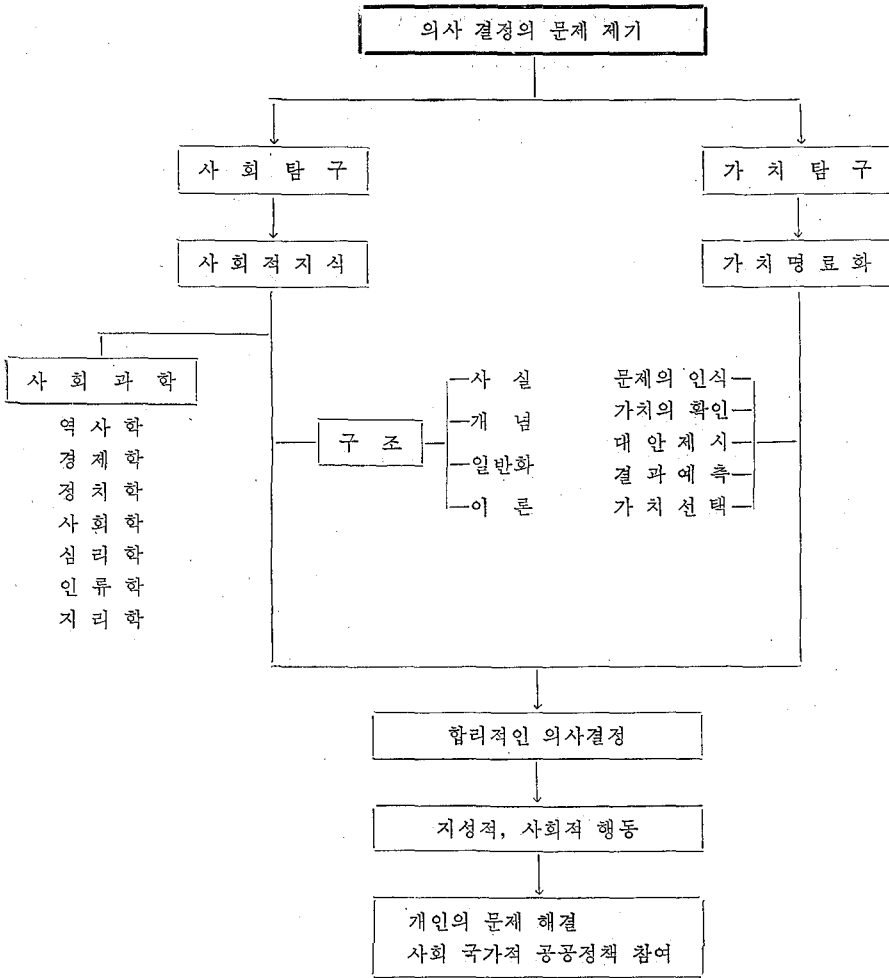 의사 결정의 문제 제기
사 회 탐 구
가 치 탐 구
사회적지식
가치명료화
사 회 과 학
역 사 학
경 제 학
정 치 학
사 회 학
심 리 학
인 류 학
지 리 학
구 조
사 실
개 념
일반화
이 론
문제의 인식
가치의 확인
대 안 제 시
결 과 예 측
가 치 선 택
합리적인 의사결정
지성적, 사회적 행동
개인의 문제 해결
사회 국가적 공공정책 참여